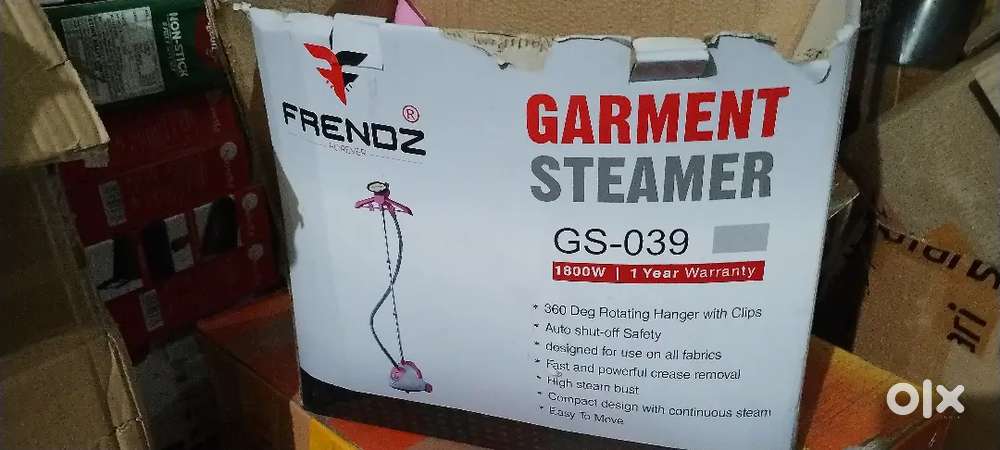 FRENDZ ®
FOREVER
GARMENT
STEAMER
GS-039
1800W | 1 Year Warranty
* 360 Deg Rotating Hanger with Clips
* Auto shut-off Safety
* designed for use on all fabrics
* Fast and powerful crease removal
* High steam bust
* Compact design with continuous steam
* Easy To Move
NON-STICK
olx